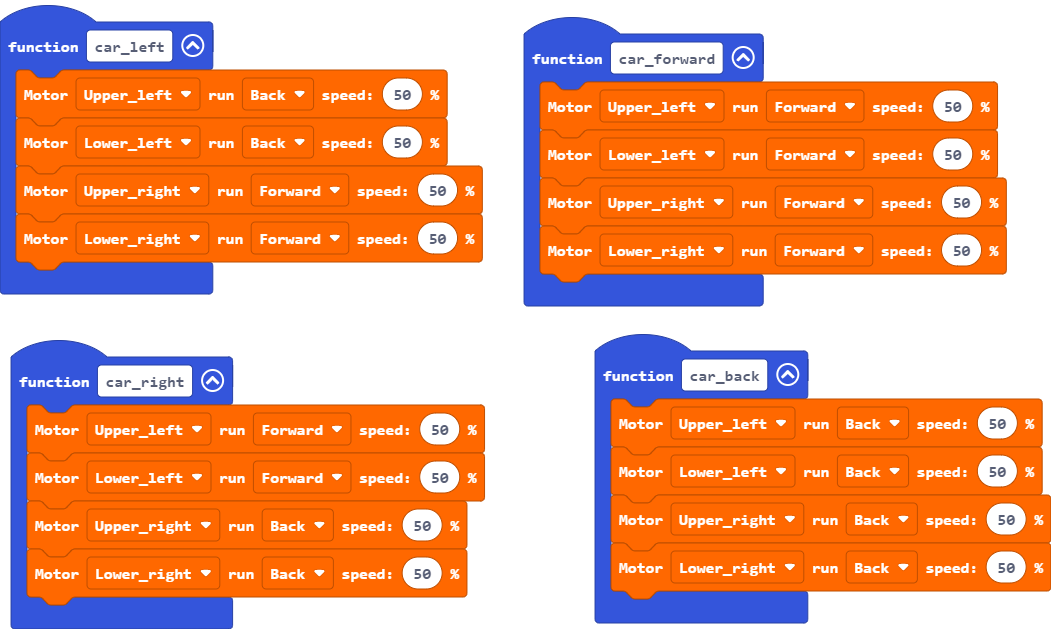 function car_left
Motor Upper_left run Back speed: 50 %
Motor Lower_left run Back speed: 50 %
Motor Upper_right run Forward speed: 50 %
Motor Lower_right run Forward speed: 50 %
function car_forward
Motor Upper_left run Forward speed: 50 %
Motor Lower_left run Forward speed: 50 %
Motor Upper_right run Forward speed: 50 %
Motor Lower_right run Forward speed: 50 %
function car_right
Motor Upper_left run Forward speed: 50 %
Motor Lower_left run Forward speed: 50 %
Motor Upper_right run Back speed: 50 %
Motor Lower_right run Back speed: 50 %
function car_back
Motor Upper_left run Back speed: 50 %
Motor Lower_left run Back speed: 50 %
Motor Upper_right run Back speed: 50 %
Motor Lower_right run Back speed: 50 %